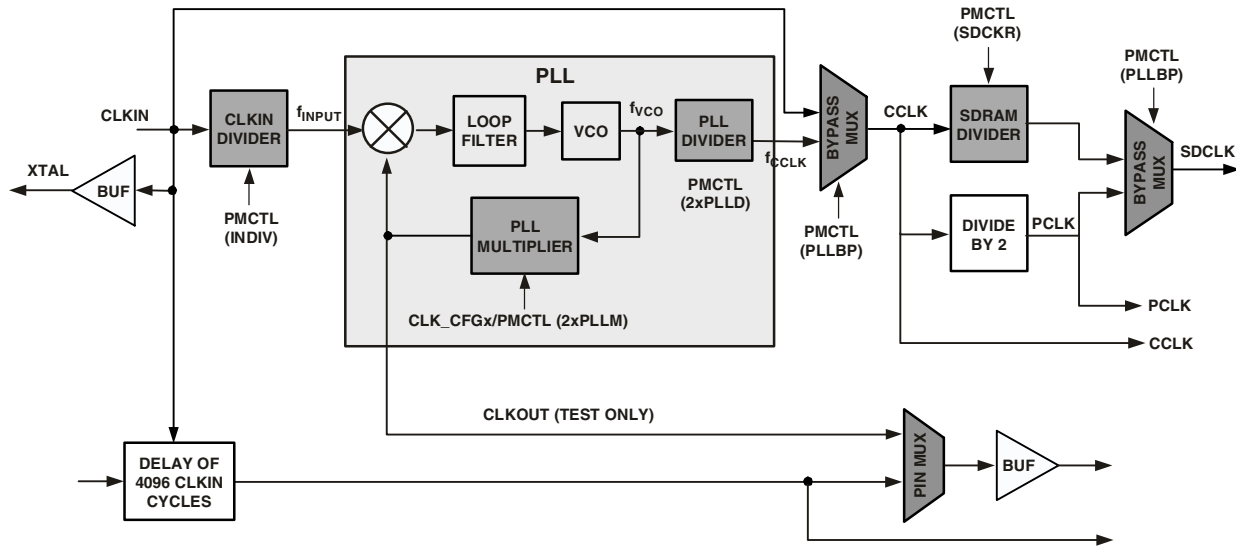 PMCTL
(SDCKR)
PMCTL
(PLLBP)
PLL
CLKIN
CLKIN
DIVIDER
fINPUT
LOOP
FILTER
VCO
fVCO
PLL
DIVIDER
fCCLK
BYPASS
MUX
CCLK
SDRAM
DIVIDER
BYPASS
MUX
SDCLK
XTAL
BUF
PMCTL
(INDIV)
PLL
MULTIPLIER
PMCTL
(2xPLLD)
PMCTL
(PLLBP)
DIVIDE
BY 2
PCLK
PCLK
CLK_CFGx/PMCTL (2xPLLM)
CCLK
CLKOUT (TEST ONLY)
DELAY OF
4096 CLKIN
CYCLES
PIN MUX
BUF